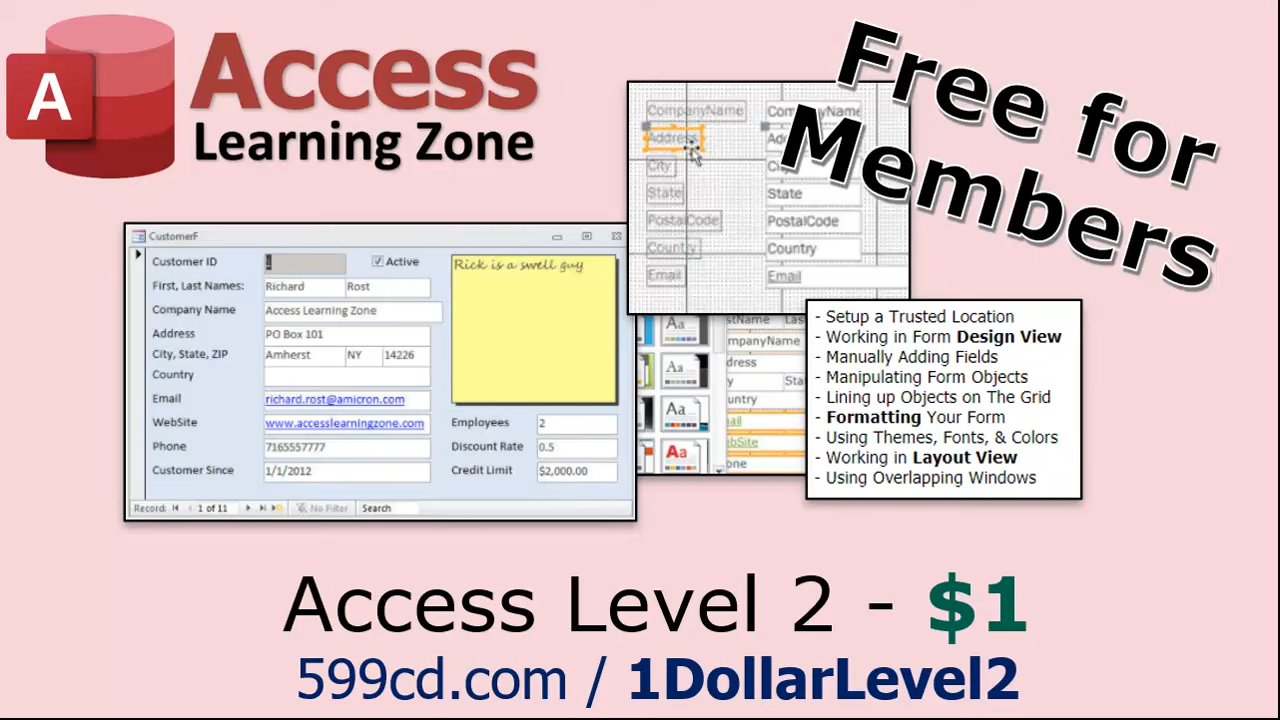 A
Access
Learning Zone
Free for
Members
CompanyName CompanyName
Address
City
State State
PostalCode PostalCode
Country Country
Email Email
CustomerF
Customer ID Active
First, Last Names: Richard Rost
Company Name Access Learning Zone
Address PO Box 101
City, State, ZIP Amherst NY 14226
Country
Email richard.rost@amicron.com
WebSite www.accesslearningzone.com
Phone 7165557777
Customer Since 1/1/2012
Rick is a swell guy
Employees 2
Discount Rate 0.5
Credit Limit $2,000.00
Record: 1 of 11 No Filter Search
Aa
Aa
Aa
Aa
- Setup a Trusted Location
- Working in Form Design View
- Manually Adding Fields
- Manipulating Form Objects
- Lining up Objects on The Grid
- Formatting Your Form
- Using Themes, Fonts, & Colors
- Working in Layout View
- Using Overlapping Windows
Access Level 2 - $1
599cd.com / 1DollarLevel2